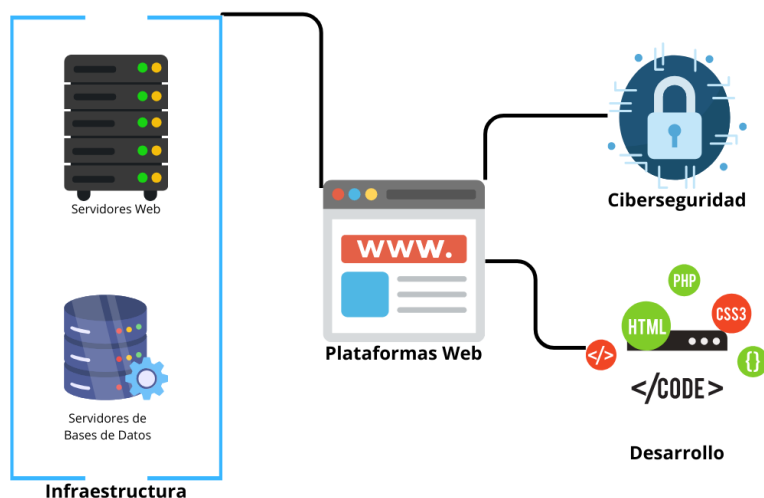 Servidores Web
Servidores de
Bases de Datos
Infraestructura
www.
Plataformas Web
Ciberseguridad
PHP
HTML
CSS3
</>
{}
</CODE>
Desarrollo